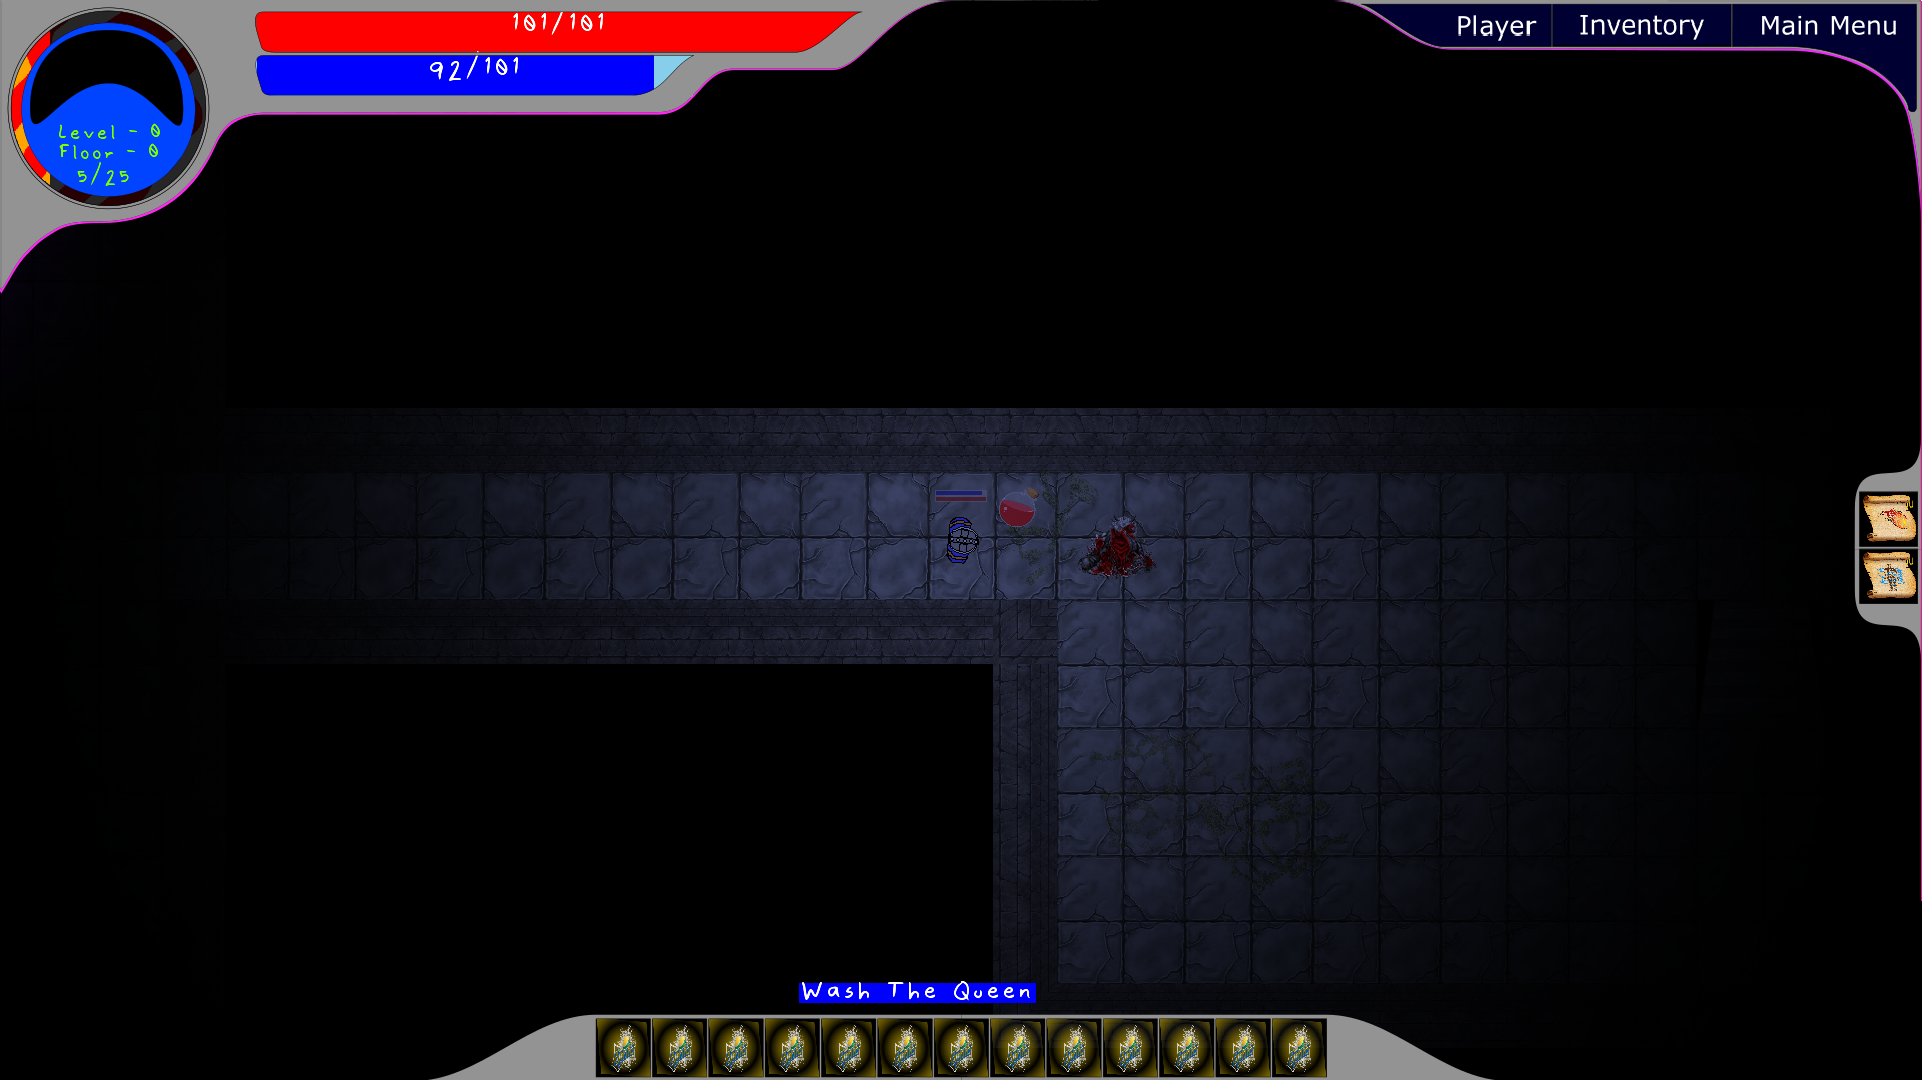 101/101
92/101
Player
Inventory
Main Menu
Level - 0
Floor - 0
5/25
Wash The Queen